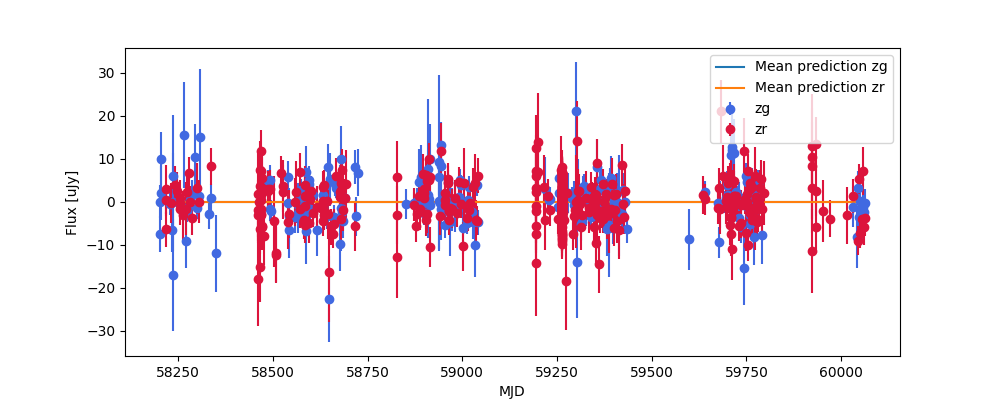 Flux [uJy]
30
20
10
0
−10
−20
−30
58250
58500
58750
59000
59250
59500
59750
60000
MJD
Mean prediction zg
Mean prediction zr
zg
zr